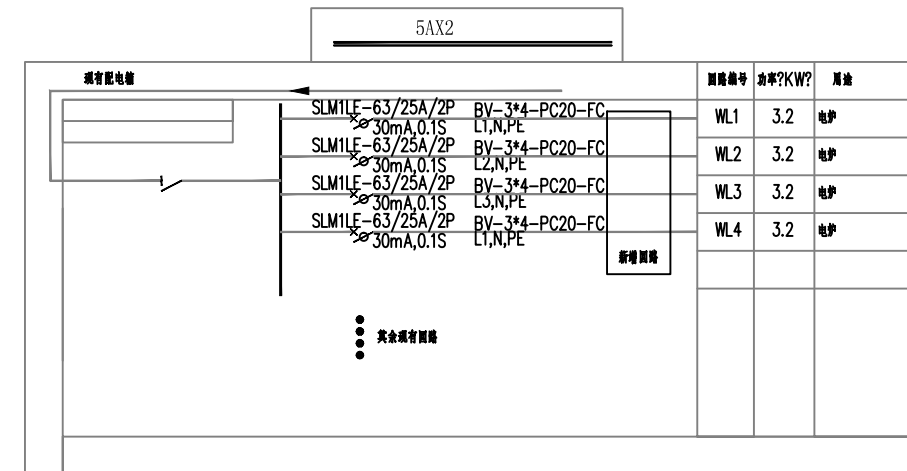 5AX2
现有配电箱
回路编号 功率?KW? 用途
SLM1LE-63/25A/2P BV-3*4-PC20-FC WL1 3.2 电炉
30mA,0.1S L1,N,PE
SLM1LE-63/25A/2P BV-3*4-PC20-FC WL2 3.2 电炉
30mA,0.1S L2,N,PE
SLM1LE-63/25A/2P BV-3*4-PC20-FC WL3 3.2 电炉
30mA,0.1S L3,N,PE
SLM1LE-63/25A/2P BV-3*4-PC20-FC WL4 3.2 电炉
30mA,0.1S L1,N,PE
新增回路
其余现有回路